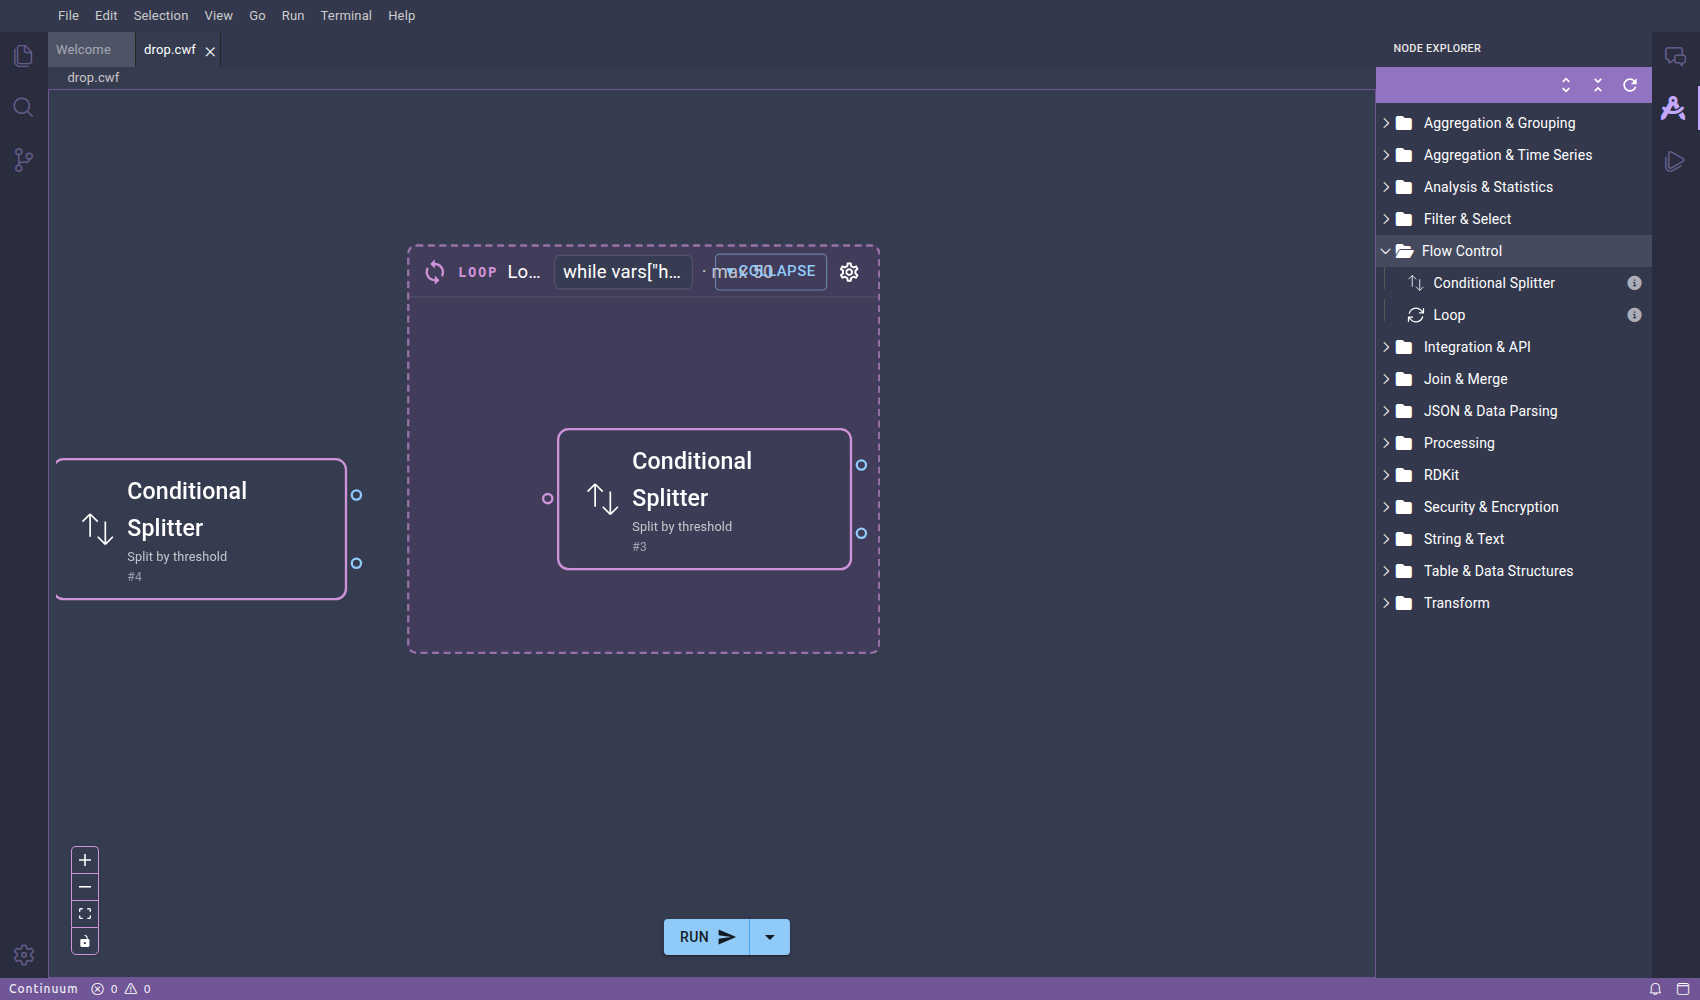 File Edit Selection View Go Run Terminal Help
Welcome drop.cwf
drop.cwf
NODE EXPLORER
Aggregation & Grouping
Aggregation & Time Series
Analysis & Statistics
Filter & Select
Flow Control
Conditional Splitter
Loop
Integration & API
Join & Merge
JSON & Data Parsing
Processing
RDKit
Security & Encryption
String & Text
Table & Data Structures
Transform
LOOP Lo... while vars["h... · max 50 COLLAPSE
Conditional
Splitter
Split by threshold
#3
Conditional
Splitter
Split by threshold
#4
RUN
Continuum 0 0